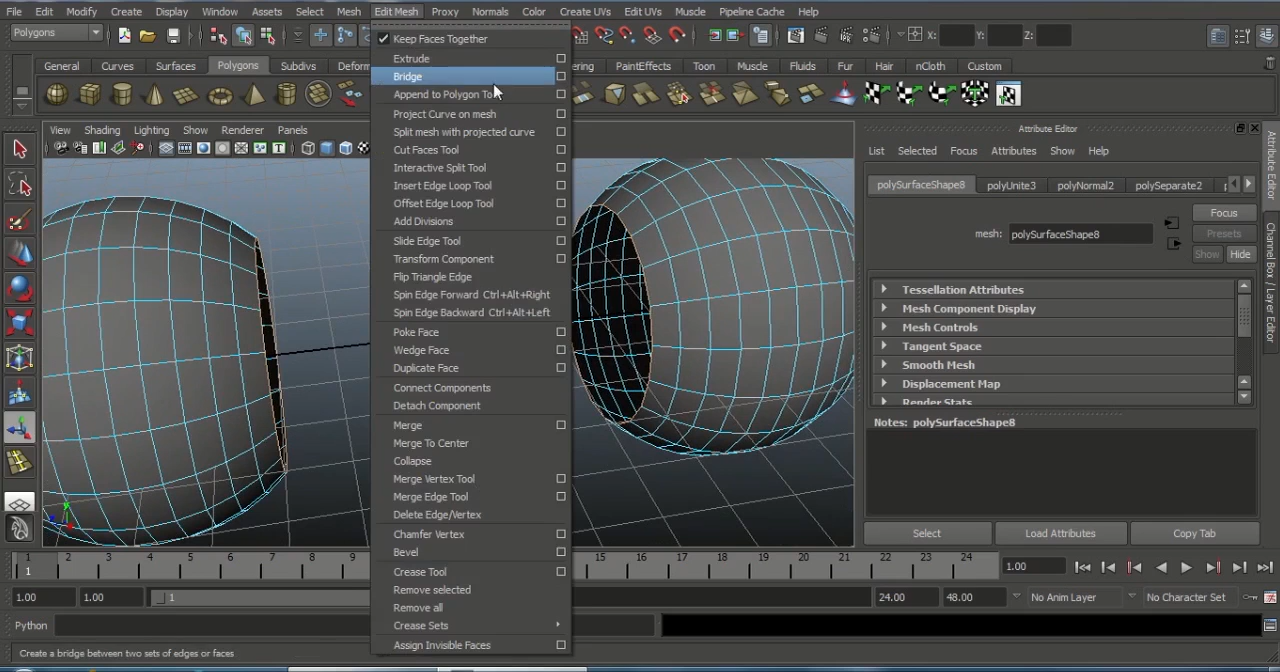 File Edit Modify Create Display Window Assets Select Mesh Edit Mesh Proxy Normals Color Create UVs Edit UVs Muscle Pipeline Cache Help
Polygons X: Y: Z:
General Curves Surfaces Polygons Subdivs Deform
ering PaintEffects Toon Muscle Fluids Fur Hair nCloth Custom
View Shading Lighting Show Renderer Panels
Keep Faces Together
Extrude
Bridge
Append to Polygon To
Project Curve on mesh
Split mesh with projected curve
Cut Faces Tool
Interactive Split Tool
Insert Edge Loop Tool
Offset Edge Loop Tool
Add Divisions
Slide Edge Tool
Transform Component
Flip Triangle Edge
Spin Edge Forward Ctrl+Alt+Right
Spin Edge Backward Ctrl+Alt+Left
Poke Face
Wedge Face
Duplicate Face
Connect Components
Detach Component
Merge
Merge To Center
Collapse
Merge Vertex Tool
Merge Edge Tool
Delete Edge/Vertex
Chamfer Vertex
Bevel
Crease Tool
Remove selected
Remove all
Crease Sets
Assign Invisible Faces
Attribute Editor
List Selected Focus Attributes Show Help
polySurfaceShape8 polyUnite3 polyNormal2 polySeparate2
Focus
Presets
mesh: polySurfaceShape8
Show Hide
Tessellation Attributes
Mesh Component Display
Mesh Controls
Tangent Space
Smooth Mesh
Displacement Map
Render Stats
Notes: polySurfaceShape8
Select Load Attributes Copy Tab
Attribute Editor
Channel Box / Layer Editor
y
1 2 3 4 5 6 7 8 9 15 16 17 18 19 20 21 22 23 24
1 1.00
1.00 1.00 1 24.00 48.00 No Anim Layer No Character Set
Python
Create a bridge between two sets of edges or faces